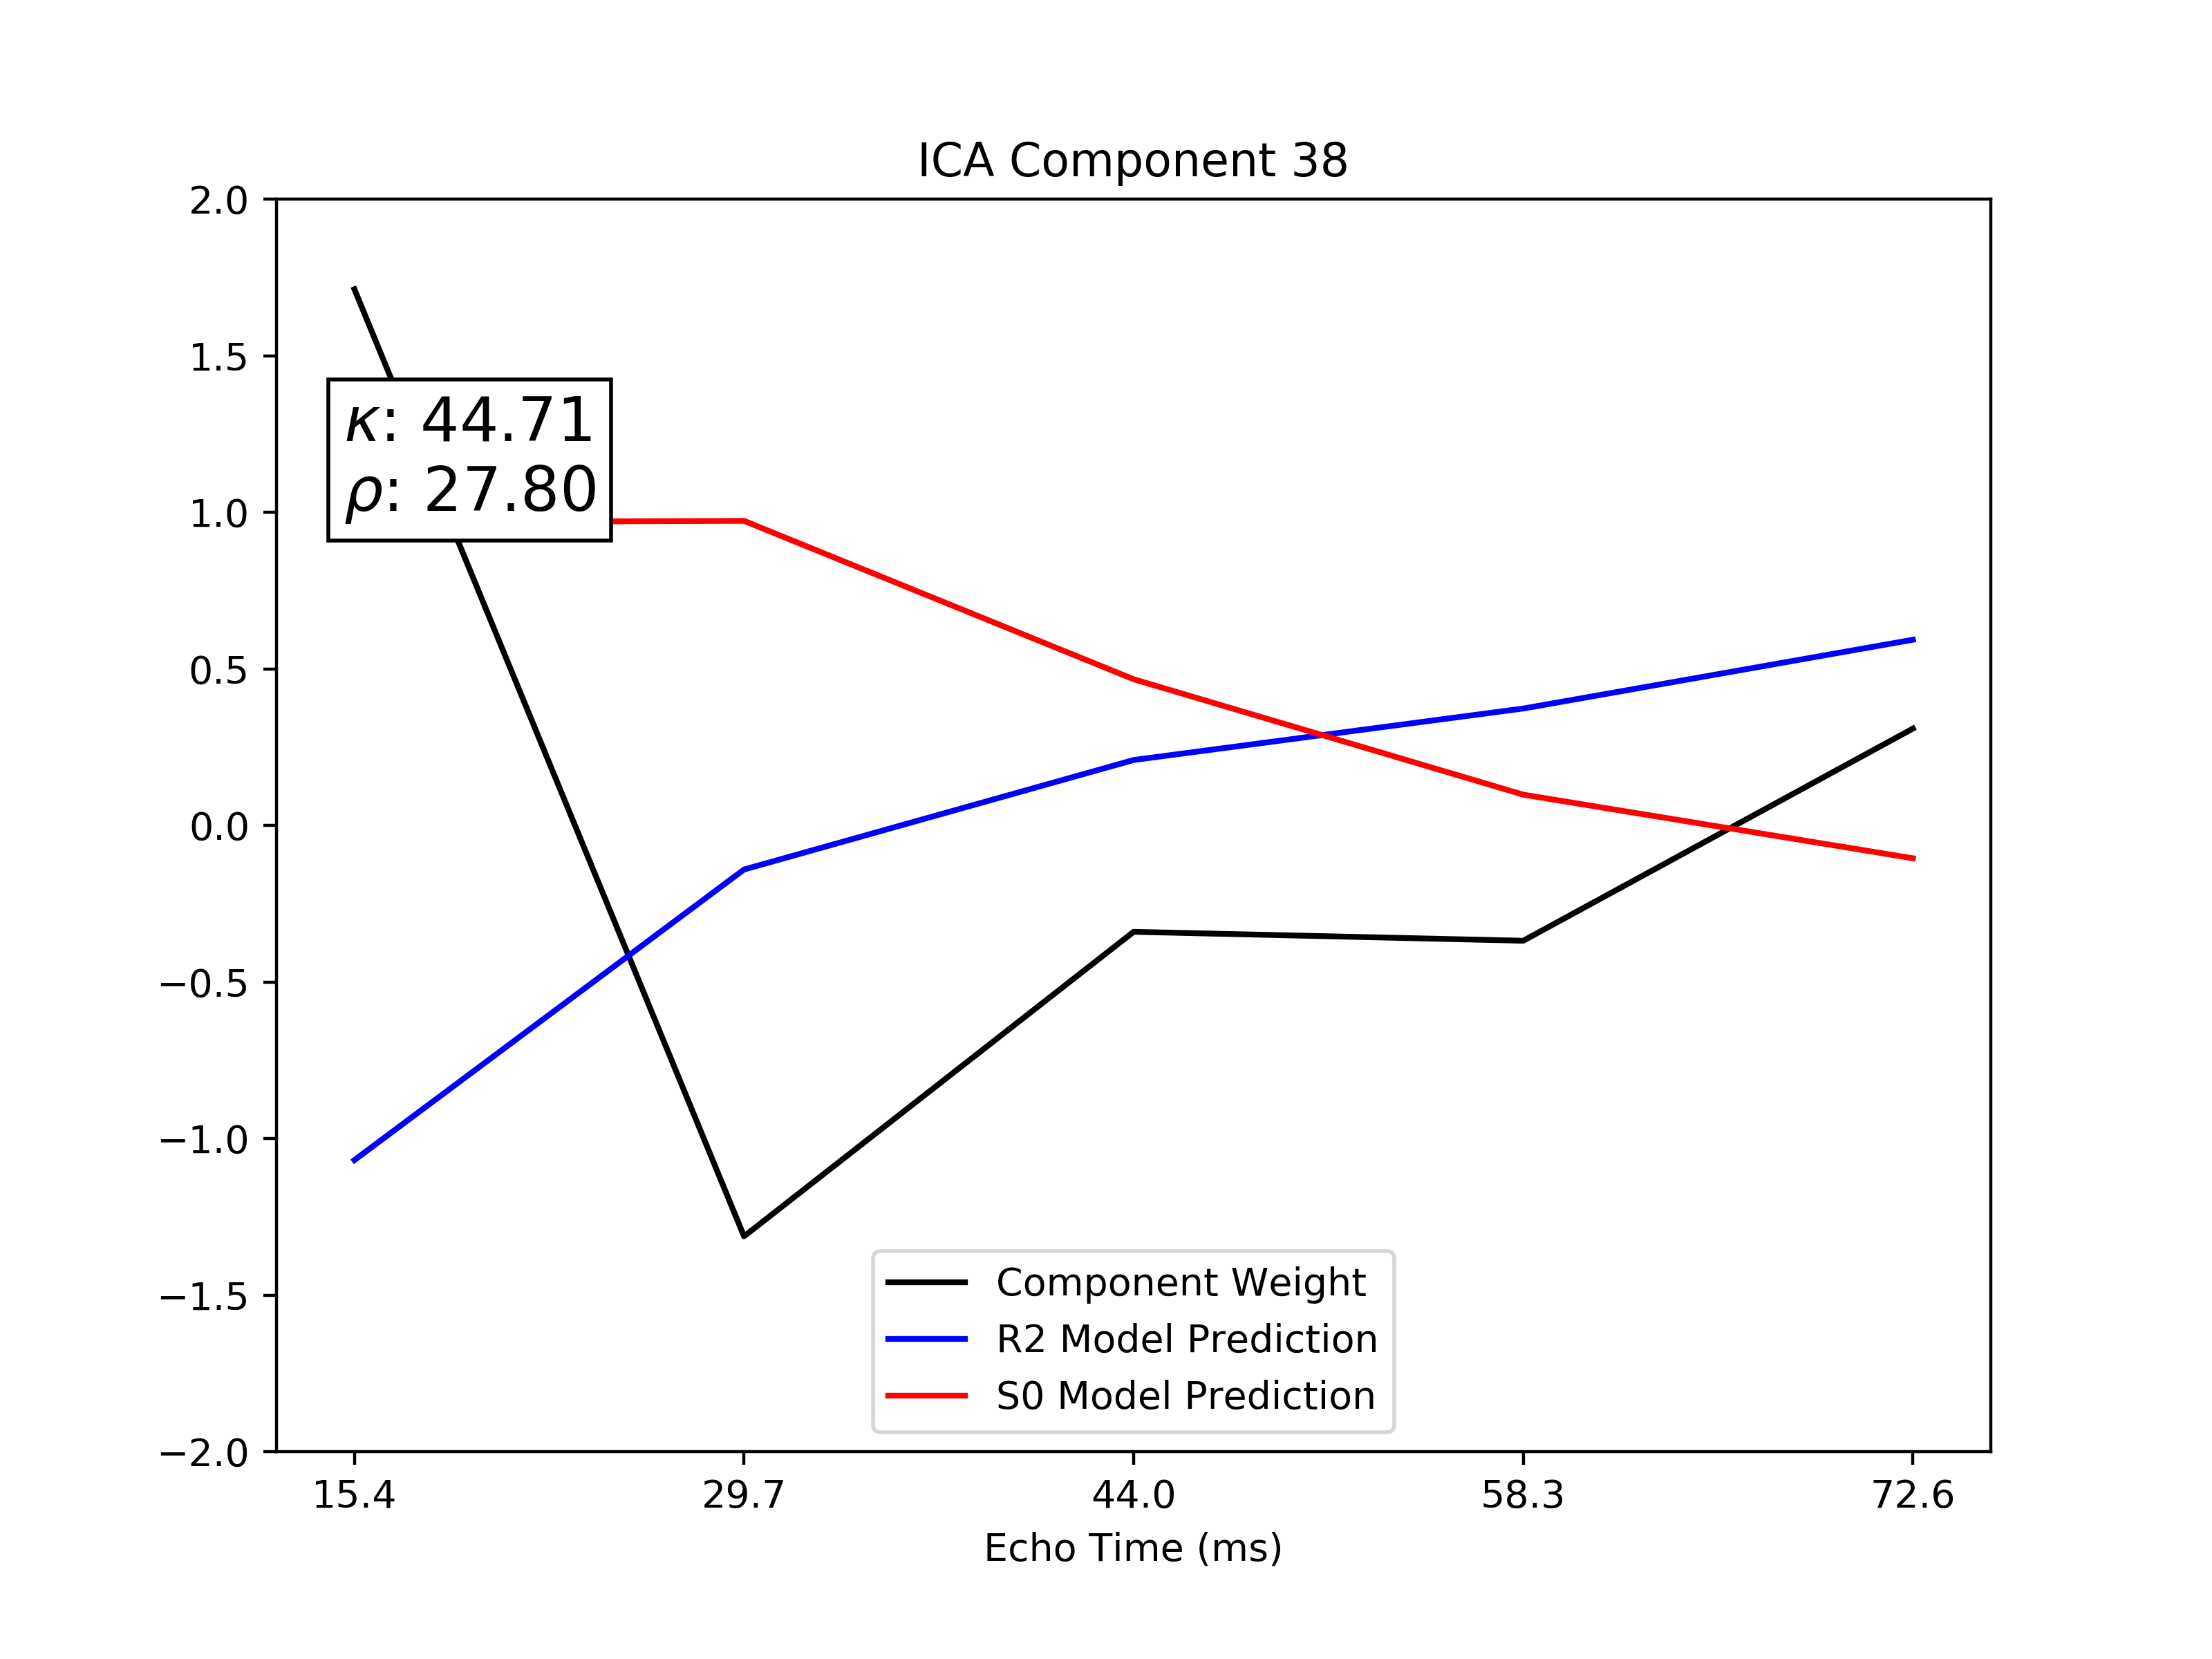 ICA Component 38
2.0
1.5
1.0
0.5
0.0
−0.5
−1.0
−1.5
−2.0
κ: 44.71
ρ: 27.80
Component Weight
R2 Model Prediction
S0 Model Prediction
15.4 29.7 44.0 58.3 72.6
Echo Time (ms)